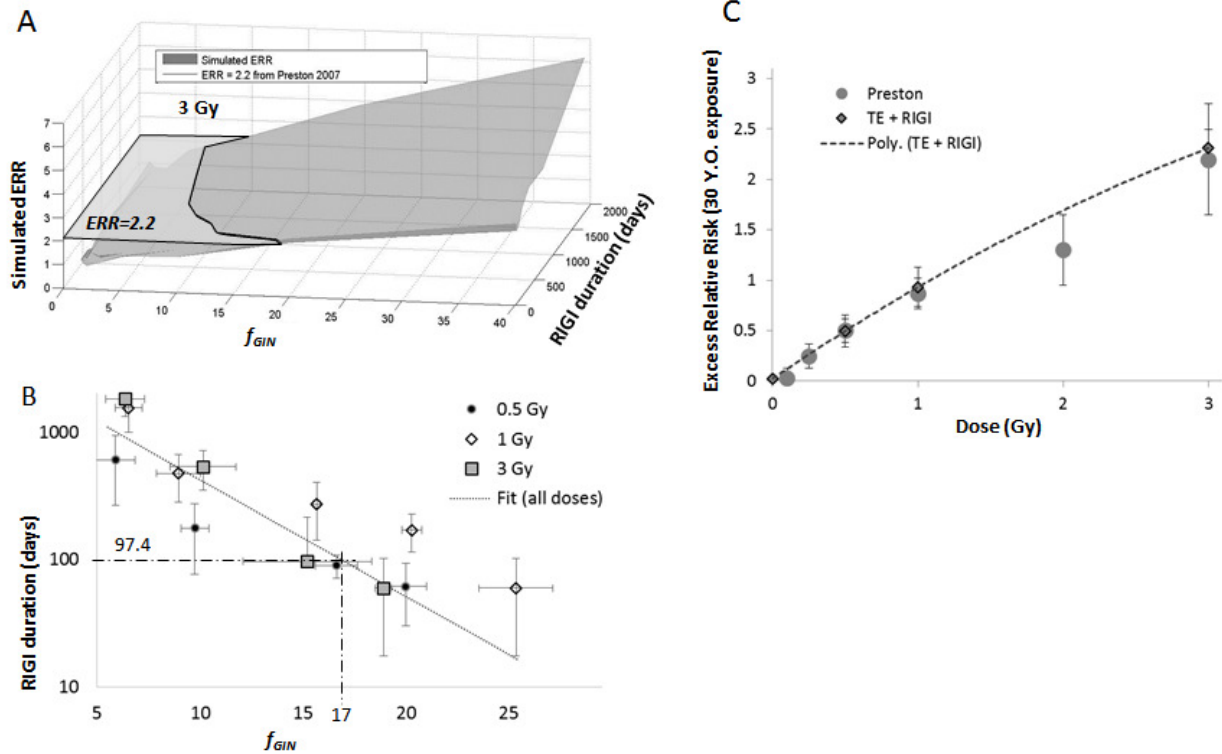 A
Simulated ERR
ERR = 2.2 from Preston 2007
3 Gy
ERR=2.2
Simulated ERR
7
6
5
4
3
2
1
0
0 5 10 15 20 25 30 35 40
f_GIN
0
500
1000
1500
2000
RIGI duration (days)
B
0.5 Gy
1 Gy
3 Gy
Fit (all doses)
97.4
RIGI duration (days)
1000
100
10
5 10 15 17 20 25
f_GIN
C
Preston
TE + RIGI
Poly. (TE + RIGI)
Excess Relative Risk (30 Y.O. exposure)
3
2.5
2
1.5
1
0.5
0
0 1 2 3
Dose (Gy)